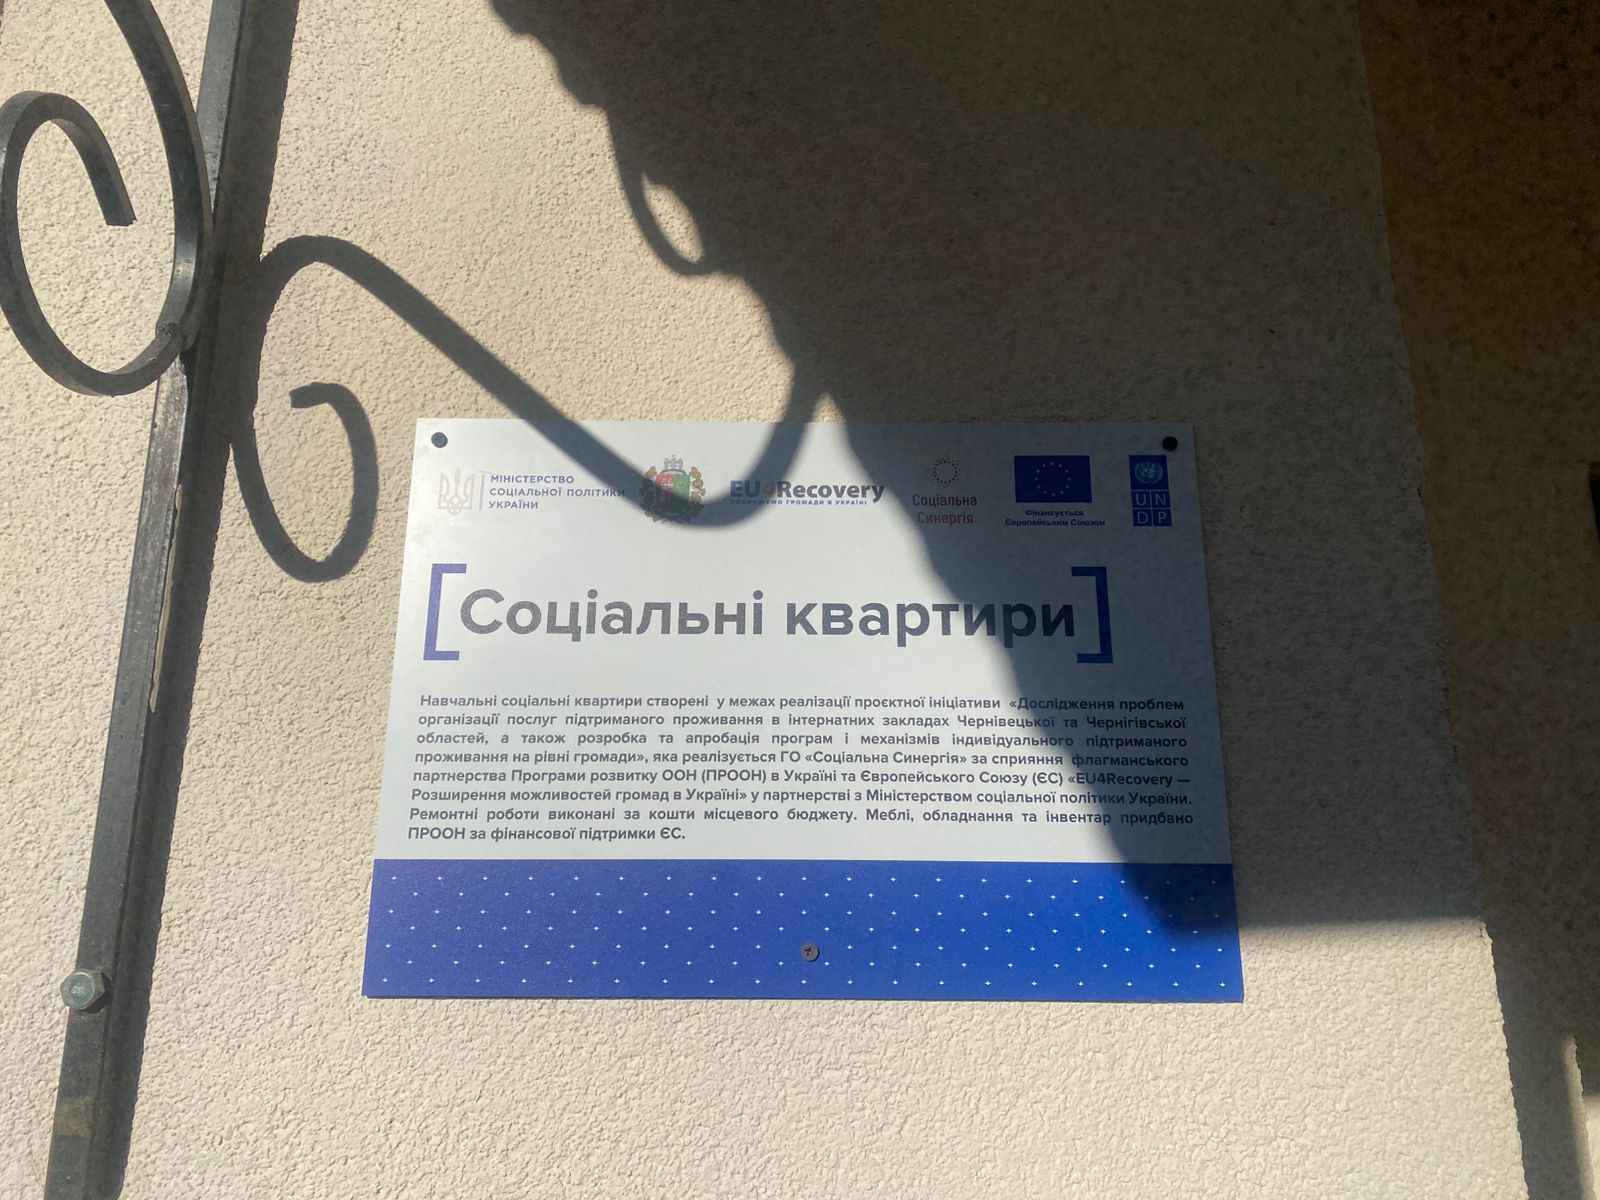 МІНІСТЕРСТВО
СОЦІАЛЬНОЇ ПОЛІТИКИ
УКРАЇНИ
EU4Recovery
ГРОМАДИ В УКРАЇНІ
Соціальна
Синергія
Фінансується
Європейським Союзом
UN
DP
[Соціальні квартири]
Навчальні соціальні квартири створені у межах реалізації проєктної ініціативи «Дослідження проблем
організації послуг підтриманого проживання в інтернатних закладах Чернівецької та Чернігівської
областей, а також розробка та апробація програм і механізмів індивідуального підтриманого
проживання на рівні громади», яка реалізується ГО «Соціальна Синергія» за сприяння флагманського
партнерства Програми розвитку ООН (ПРООН) в Україні та Європейського Союзу (ЄС) «EU4Recovery —
Розширення можливостей громад в Україні» у партнерстві з Міністерством соціальної політики України.
Ремонтні роботи виконані за кошти місцевого бюджету. Меблі, обладнання та інвентар придбано
ПРООН за фінансової підтримки ЄС.